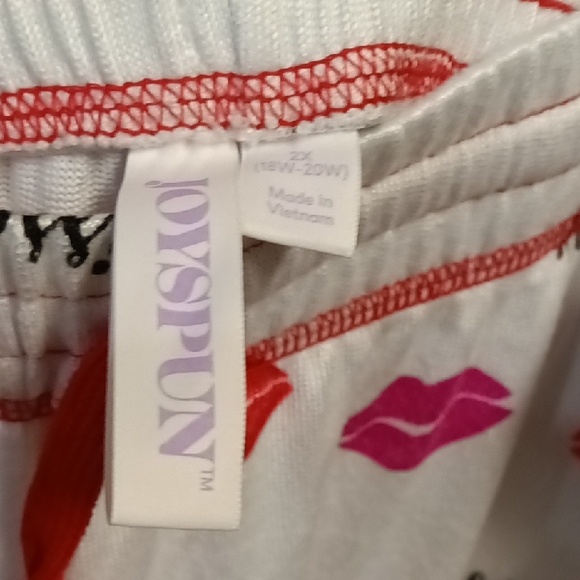 JOYSPUN™
2X
(18W-20W)
Made in
Vietnam